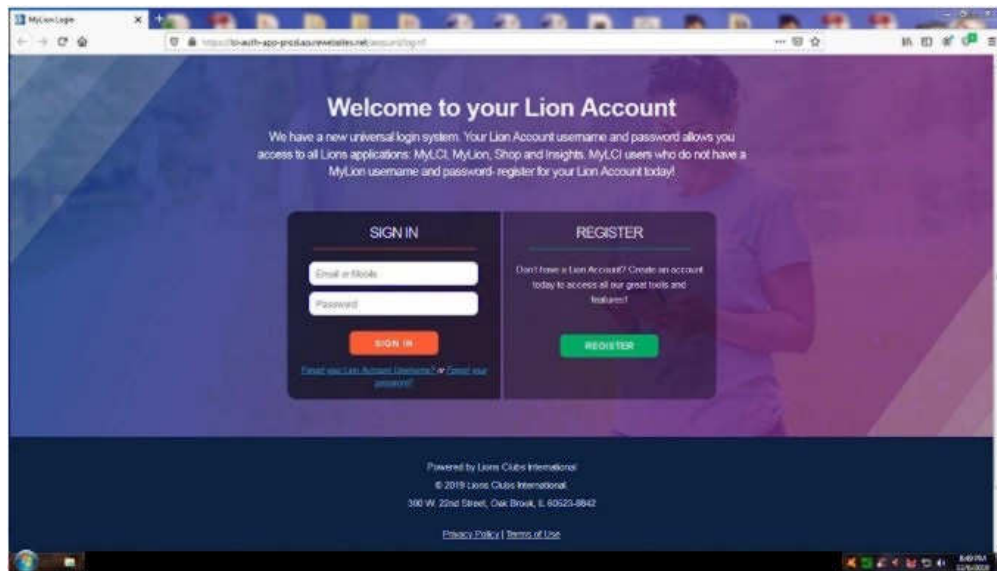 MyLion Login
Welcome to your Lion Account
We have a new universal login system. Your Lion Account username and password allows you
access to all Lions applications: MyLCI, MyLion, Shop and Insights. MyLCI users who do not have a
MyLion username and password- register for your Lion Account today!
SIGN IN
Email or Mobile
Password
SIGN IN
Forgot your Lion Account Username? or Forgot your
password?
REGISTER
Don't have a Lion Account? Create an account
today to access all our great tools and
features!
REGISTER
Powered by Lions Clubs International
© 2019 Lions Clubs International.
300 W. 22nd Street, Oak Brook, IL 60523-8842
Privacy Policy | Terms of Use
8:49 PM